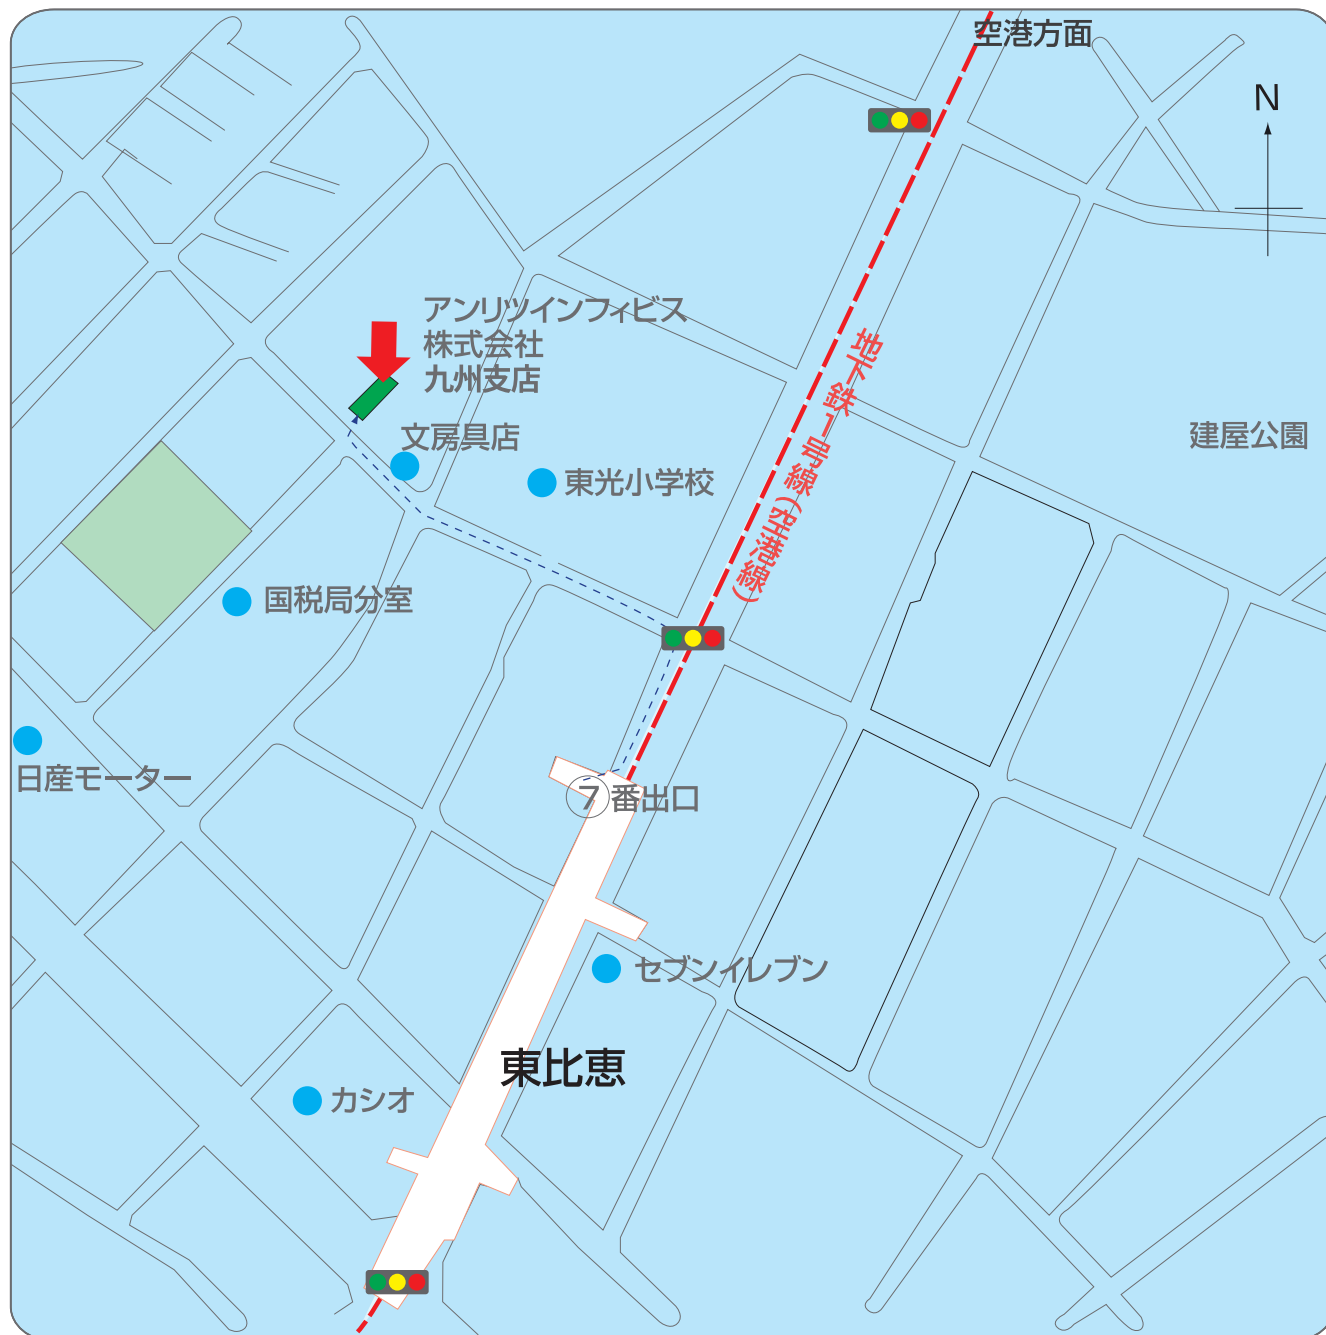 空港方面
N
アンリツインフィビス
株式会社
九州支店
地下鉄1号線(空港線)
文房具店
建屋公園
東光小学校
国税局分室
日産モーター
7番出口
セブンイレブン
東比恵
カシオ